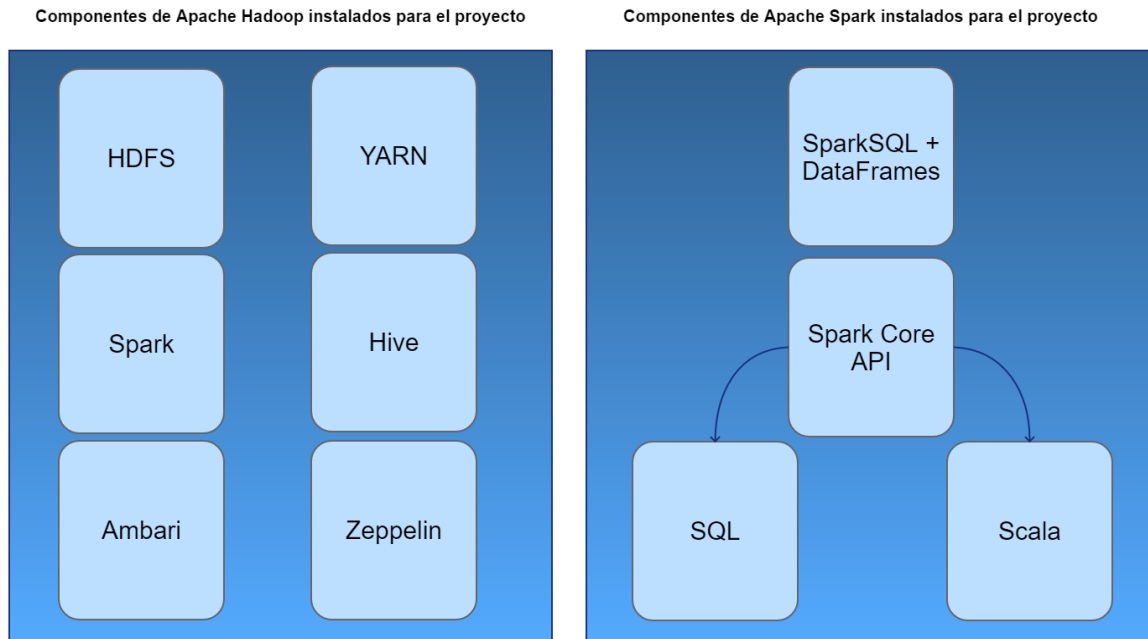 Componentes de Apache Hadoop instalados para el proyecto
HDFS
YARN
Spark
Hive
Ambari
Zeppelin
Componentes de Apache Spark instalados para el proyecto
SparkSQL +
DataFrames
Spark Core
API
SQL
Scala